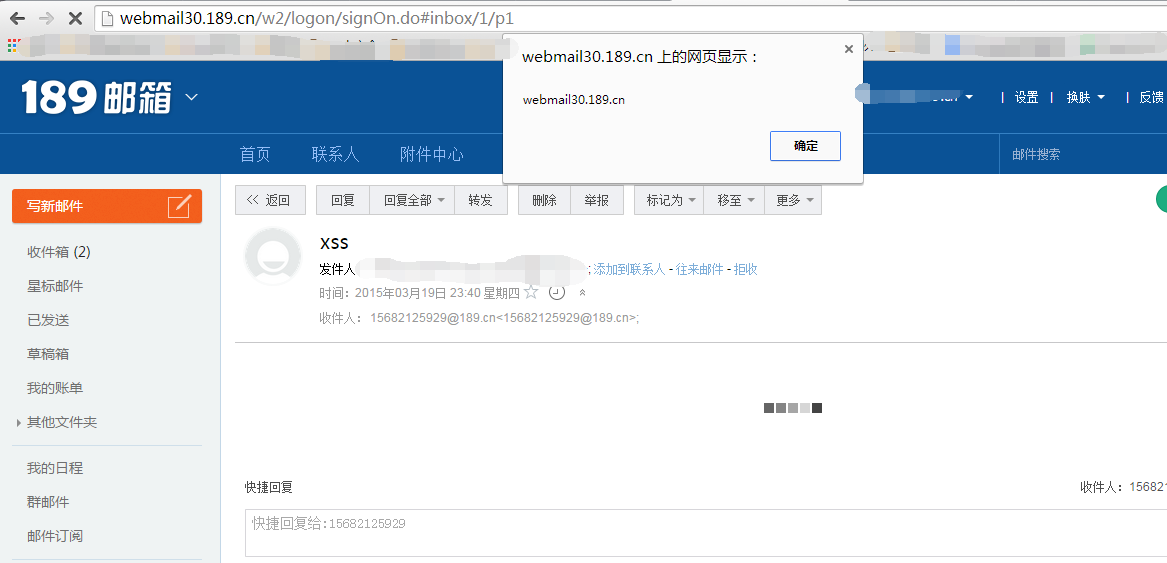 webmail30.189.cn/w2/logon/signOn.do#inbox/1/p1
webmail30.189.cn 上的网页显示：
webmail30.189.cn
确定
189邮箱
设置 换肤 反馈
首页 联系人 附件中心 邮件搜索
写新邮件
收件箱 (2)
星标邮件
已发送
草稿箱
我的账单
其他文件夹
我的日程
群邮件
邮件订阅
返回 回复 回复全部 转发 删除 举报 标记为 移至 更多
xss
发件人 ; 添加到联系人 - 往来邮件 - 拒收
时间：2015年03月19日 23:40 星期四
收件人： 15682125929@189.cn<15682125929@189.cn>;
快捷回复 收件人：15682
快捷回复给:15682125929